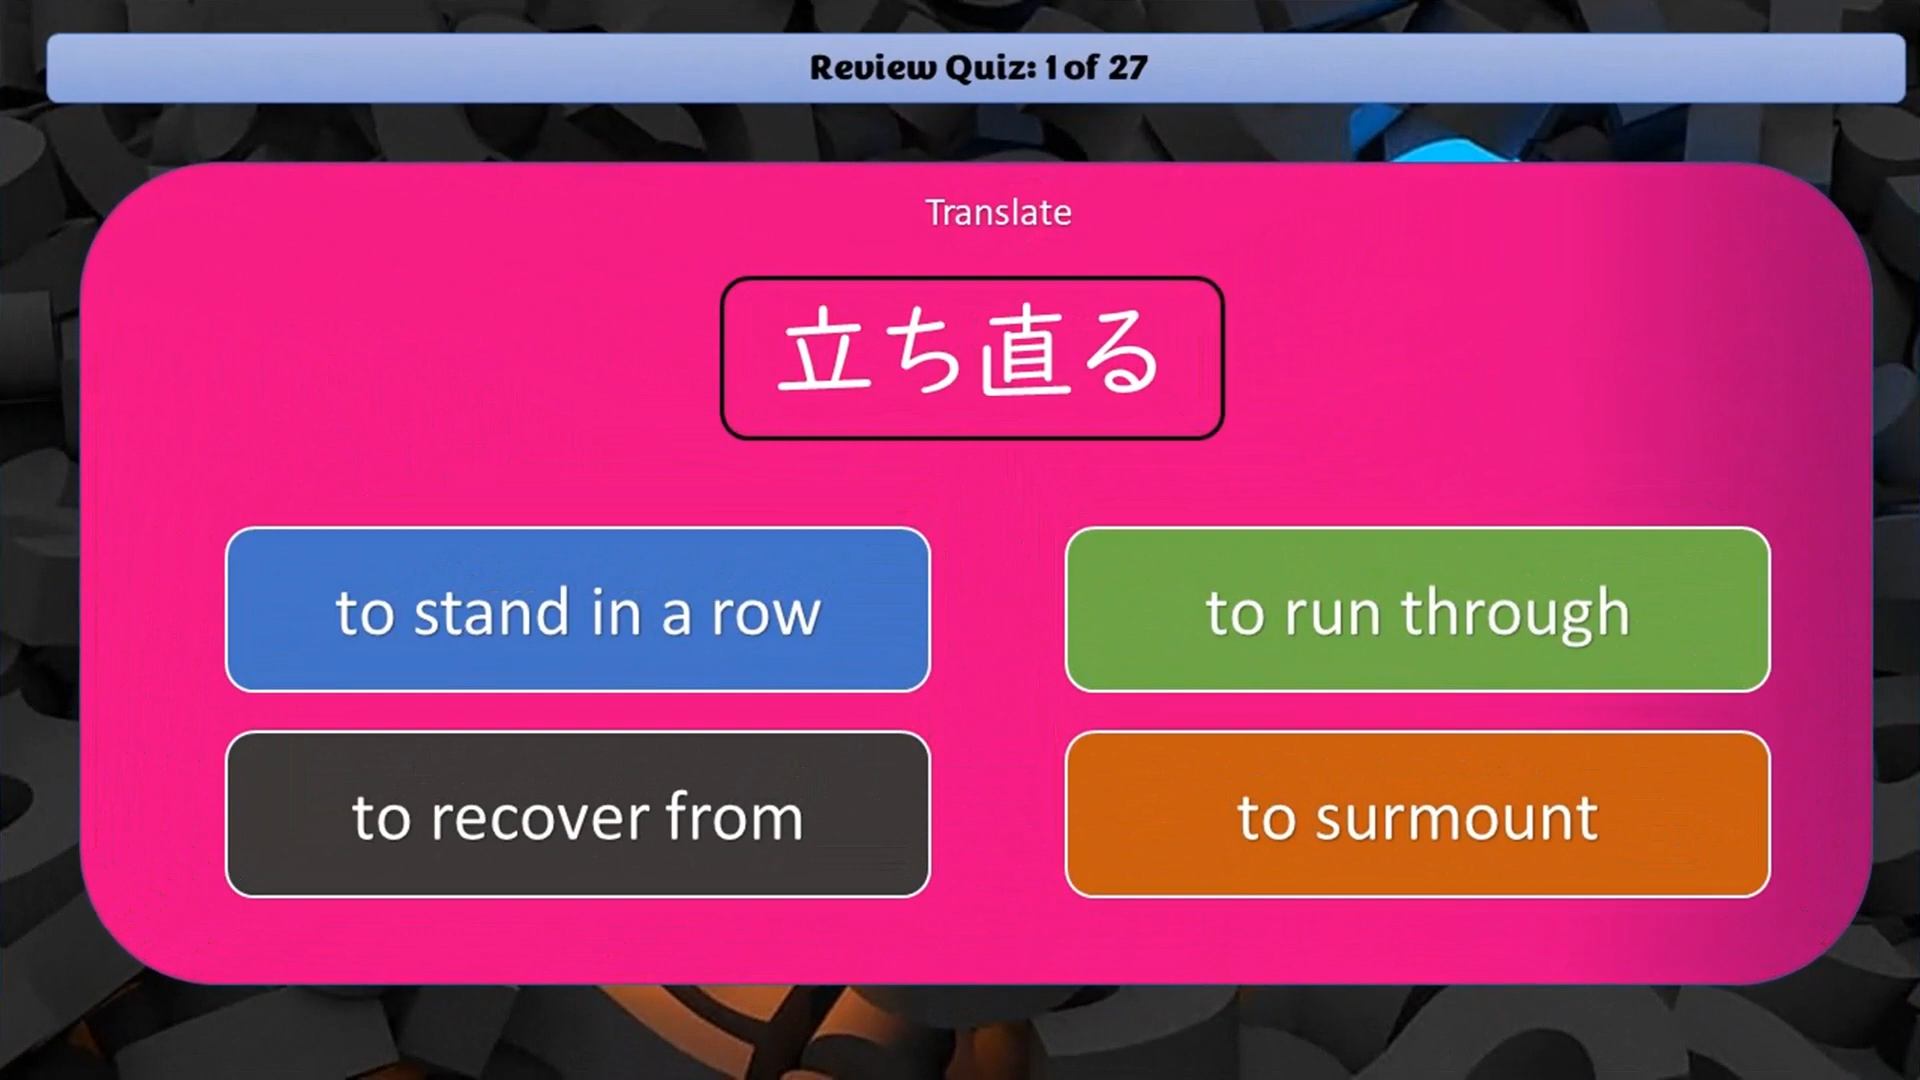 Review Quiz: 1 of 27
Translate
立ち直る
to stand in a row
to run through
to recover from
to surmount